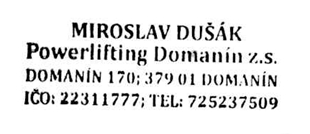 MIROSLAV DUŠÁK
Powerlifting Domanín z.s.
DOMANÍN 170; 379 01 DOMANÍN
IČO: 22311777; TEL: 725237509